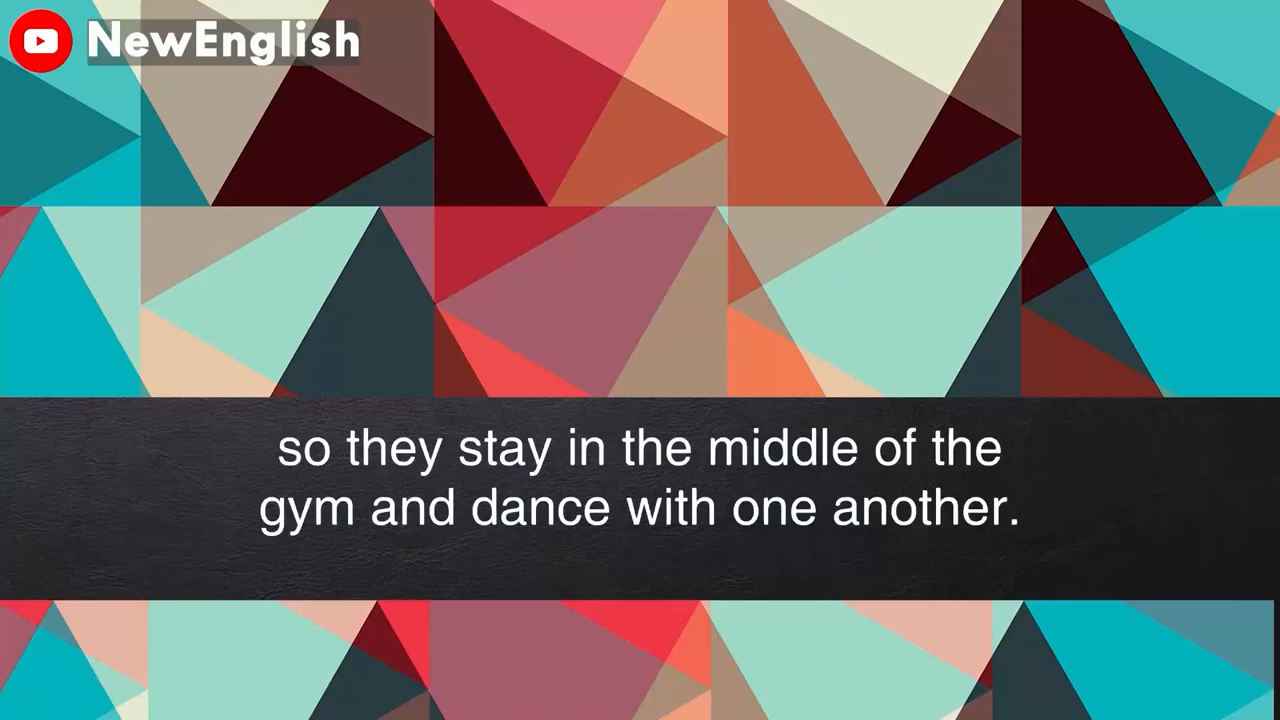 NewEnglish
so they stay in the middle of the
gym and dance with one another.